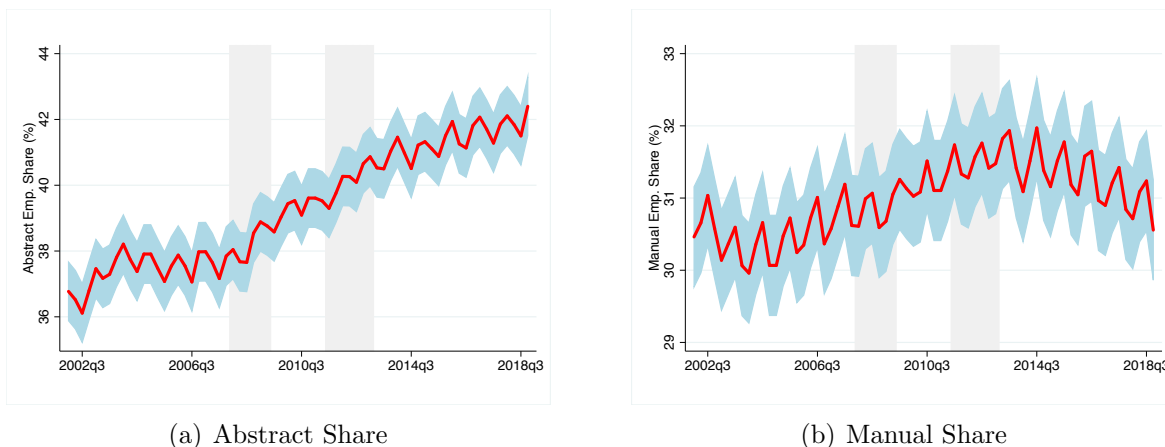 Abstract Emp. Share (%)
44
42
40
38
36
2002q3 2006q3 2010q3 2014q3 2018q3
(a) Abstract Share
Manual Emp. Share (%)
33
32
31
30
29
2002q3 2006q3 2010q3 2014q3 2018q3
(b) Manual Share